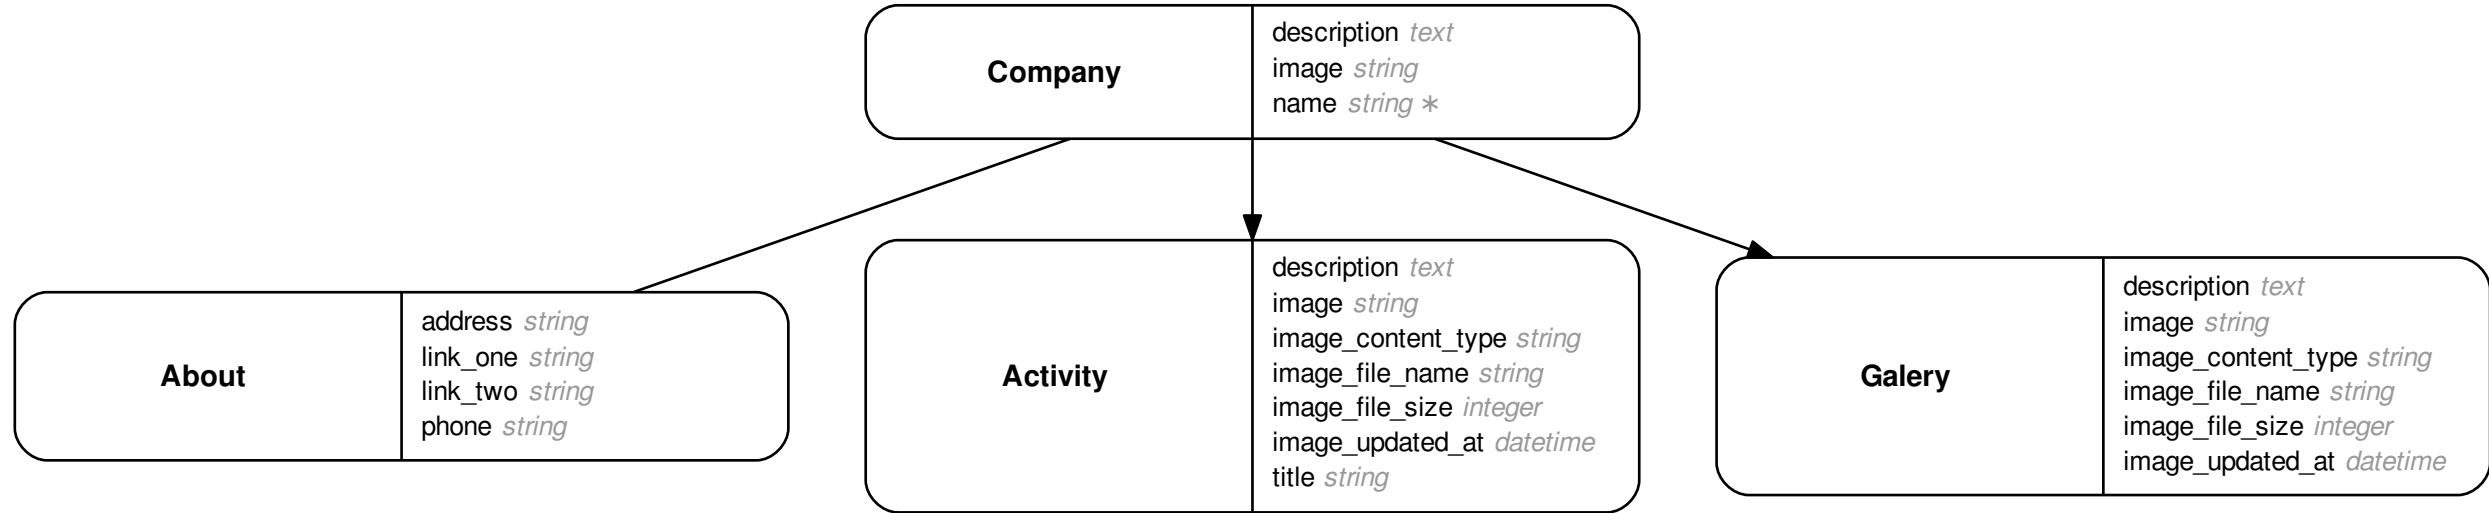 Company
description text
image string
name string ∗
About
address string
link_one string
link_two string
phone string
Activity
description text
image string
image_content_type string
image_file_name string
image_file_size integer
image_updated_at datetime
title string
Galery
description text
image string
image_content_type string
image_file_name string
image_file_size integer
image_updated_at datetime